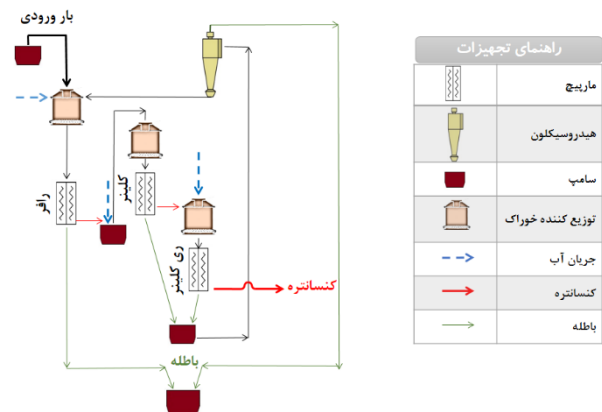 بار ورودی
رافر
کلینر
ری کلینر
کنسانتره
باطله
راهنمای تجهیزات
مارپیچ
هیدروسیکلون
سامپ
توزیع کننده خوراک
جریان آب
کنسانتره
باطله